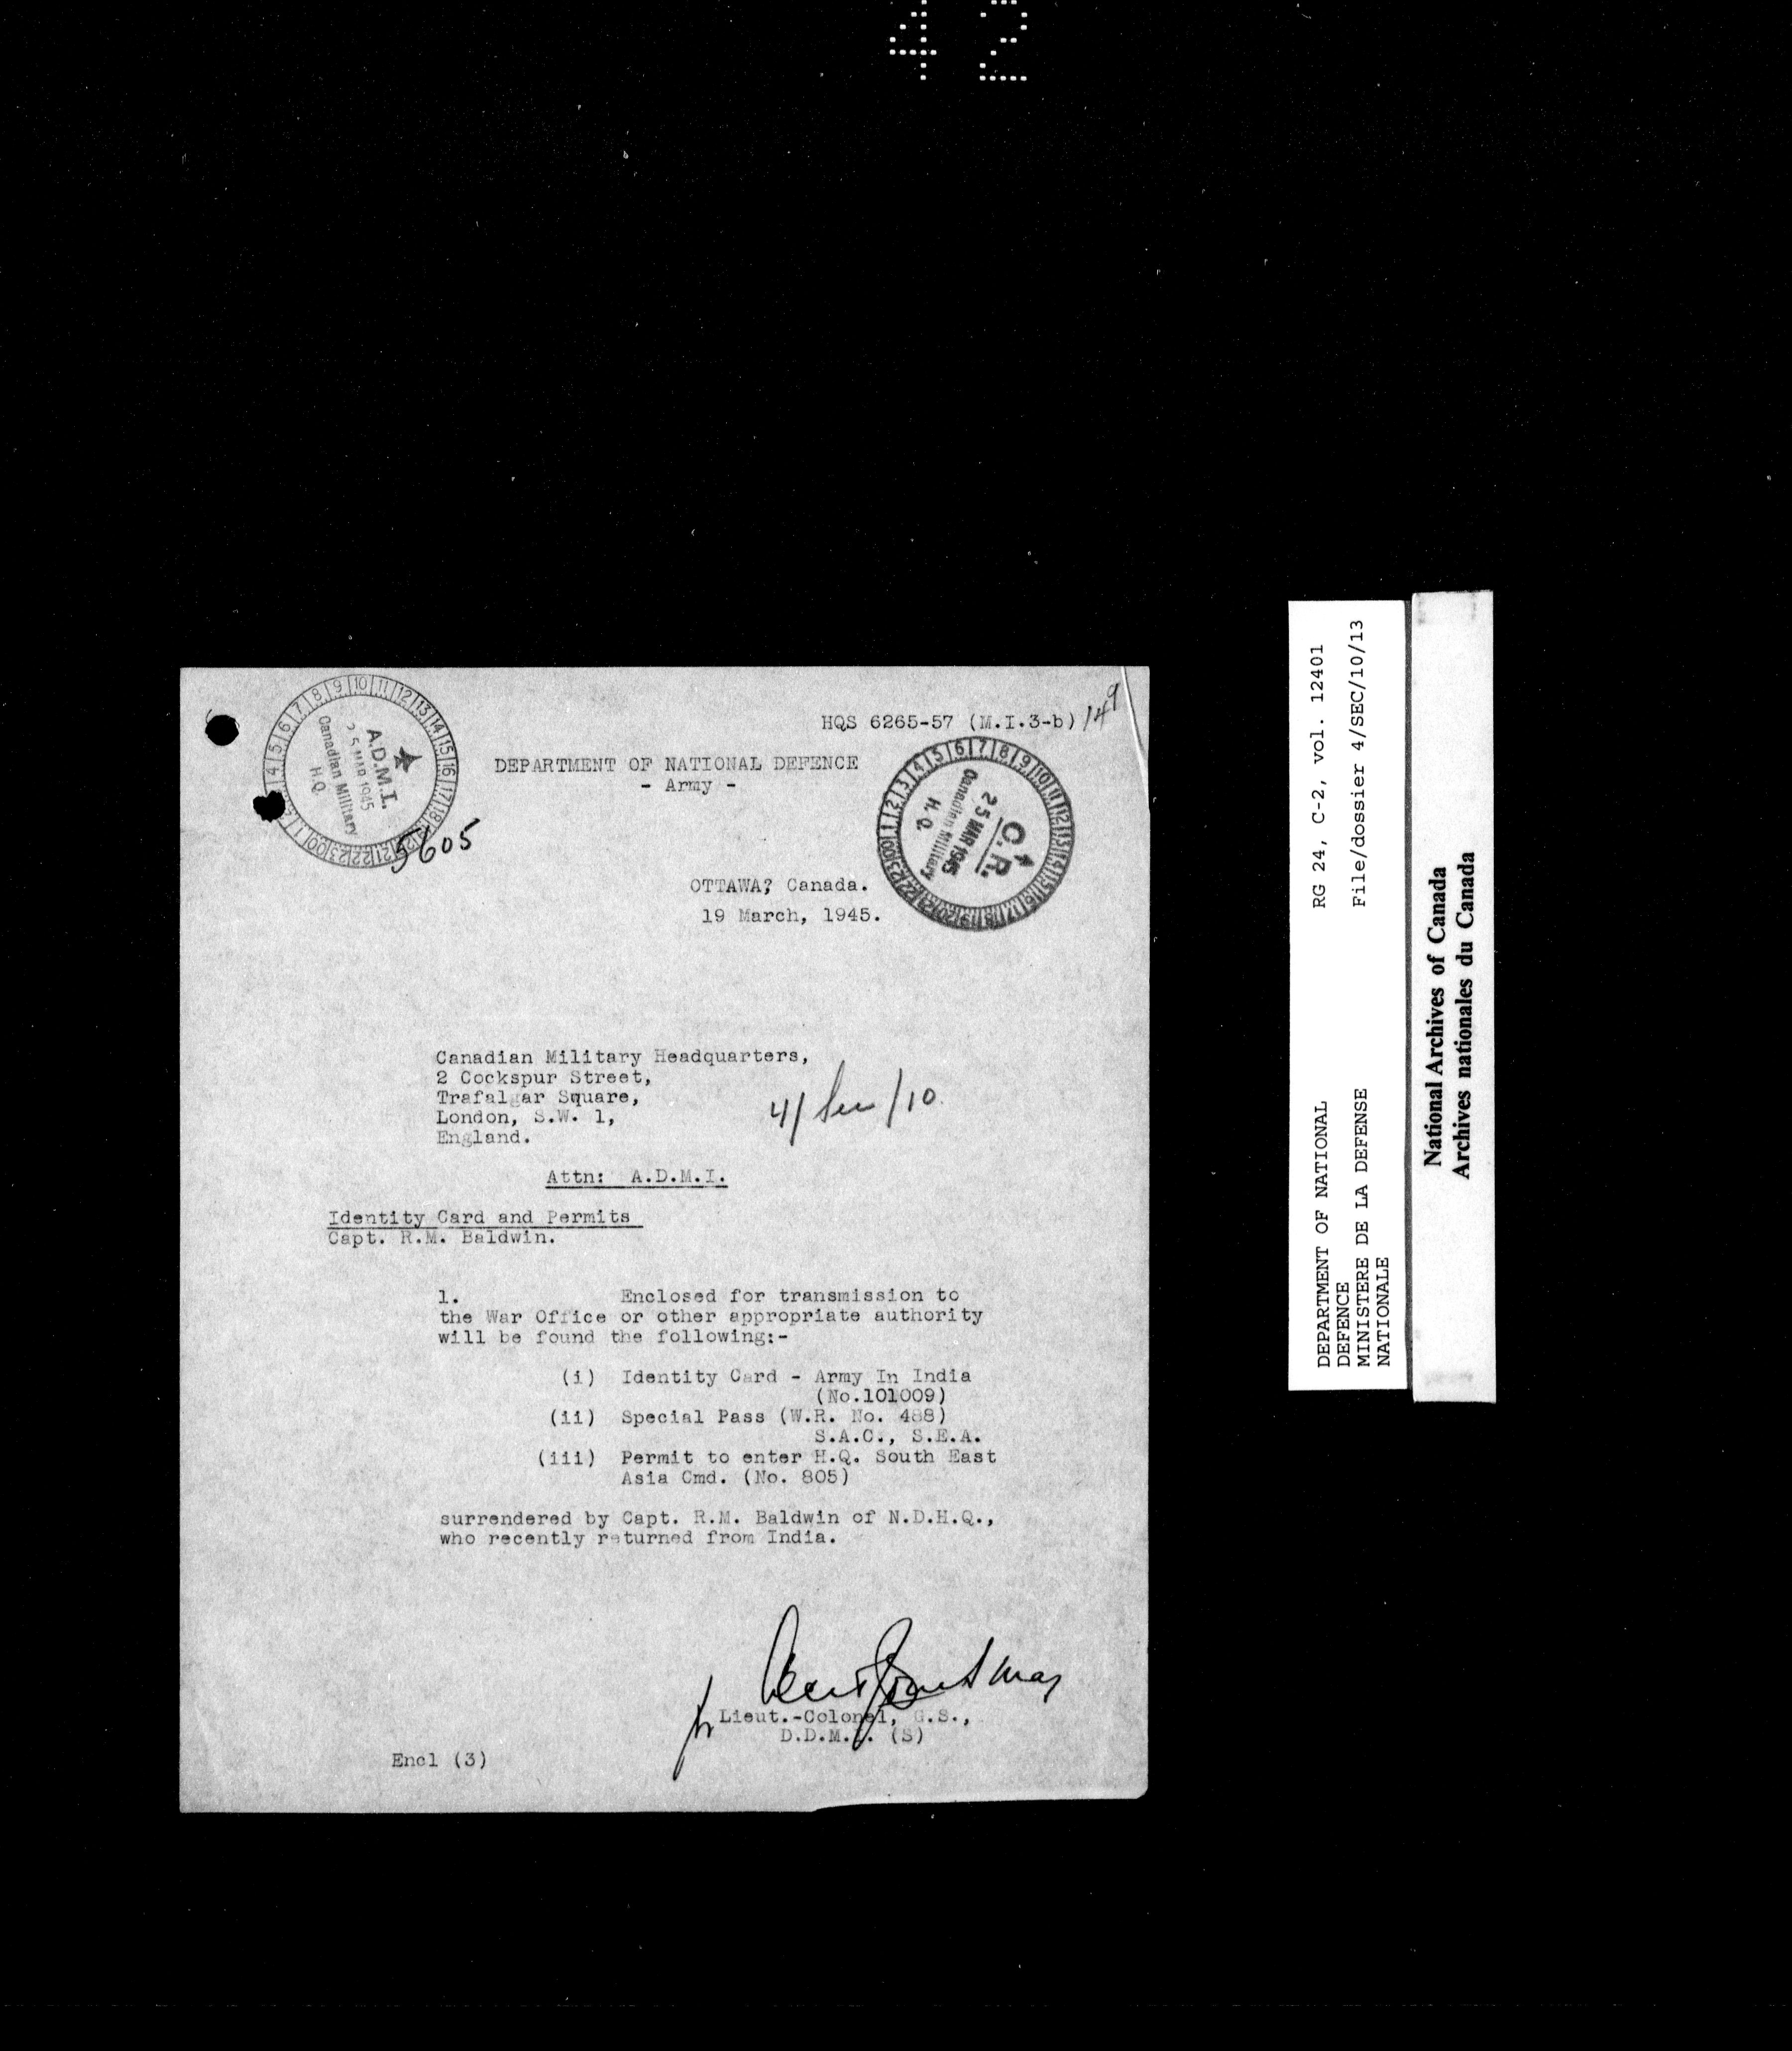 42
HQS 6265-57 (M.I.3-b) 149
A.D.M.I.
25 MAR 1945
Canadian Military
H.Q.
5605
DEPARTMENT OF NATIONAL DEFENCE
- Army -
C.R.
25 MAR 1945
Canadian Military
H.Q.
OTTAWA? Canada.
19 March, 1945.
Canadian Military Headquarters,
2 Cockspur Street,
Trafalgar Square,
London, S.W. 1,
England.
4/Sec/10
Attn: A.D.M.I.
Identity Card and Permits
Capt. R.M. Baldwin.
1. Enclosed for transmission to
the War Office or other appropriate authority
will be found the following:-
(i) Identity Card - Army In India
(No.101009)
(ii) Special Pass (W.R. No. 488)
S.A.C., S.E.A.
(iii) Permit to enter H.Q. South East
Asia Cmd. (No. 805)
surrendered by Capt. R.M. Baldwin of N.D.H.Q.,
who recently returned from India.
Lieut.-Colonel, G.S.,
D.D.M.I. (S)
Encl (3)
DEPARTMENT OF NATIONAL
DEFENCE
MINISTERE DE LA DEFENSE
NATIONALE
RG 24, C-2, vol. 12401
File/dossier 4/SEC/10/13
National Archives of Canada
Archives nationales du Canada